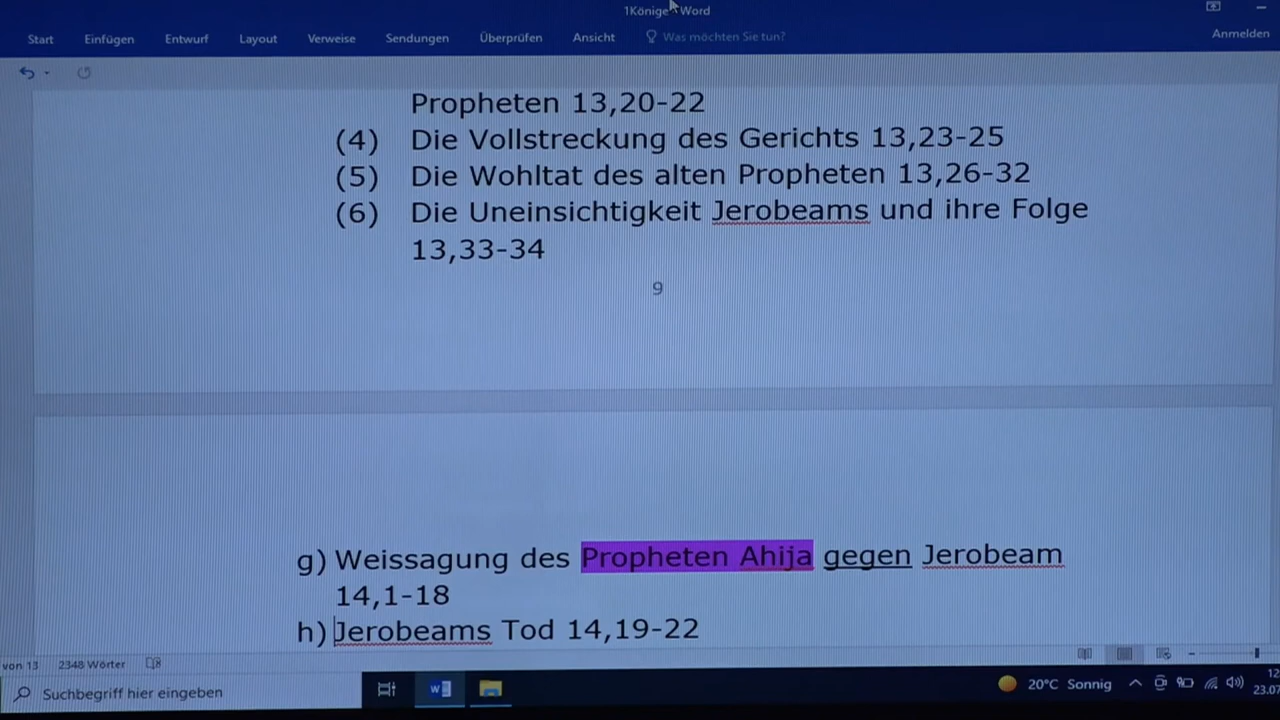 1Könige - Word
Start Einfügen Entwurf Layout Verweise Sendungen Überprüfen Ansicht Was möchten Sie tun? Anmelden
Propheten 13,20-22
(4) Die Vollstreckung des Gerichts 13,23-25
(5) Die Wohltat des alten Propheten 13,26-32
(6) Die Uneinsichtigkeit Jerobeams und ihre Folge
13,33-34
9
g) Weissagung des Propheten Ahija gegen Jerobeam
14,1-18
h) Jerobeams Tod 14,19-22
von 13 2348 Wörter
Suchbegriff hier eingeben
20°C Sonnig
12
23.07